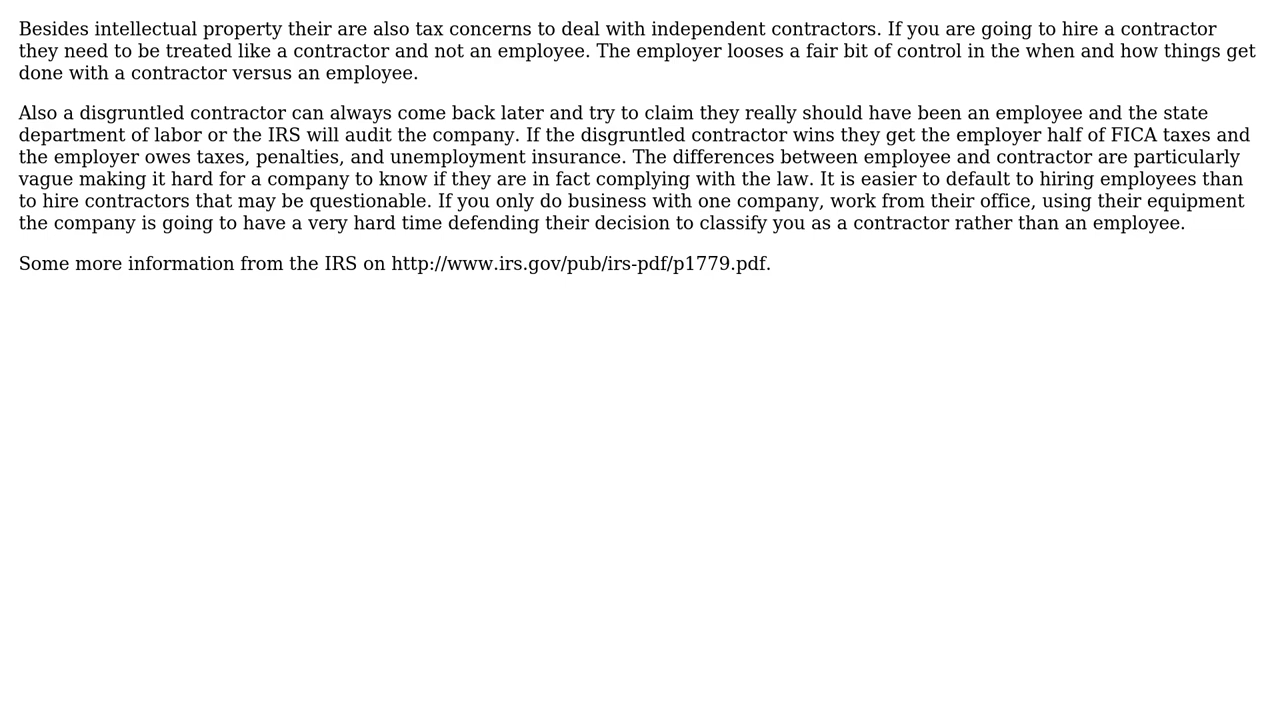 Besides intellectual property their are also tax concerns to deal with independent contractors. If you are going to hire a contractor
they need to be treated like a contractor and not an employee. The employer looses a fair bit of control in the when and how things get
done with a contractor versus an employee.
Also a disgruntled contractor can always come back later and try to claim they really should have been an employee and the state
department of labor or the IRS will audit the company. If the disgruntled contractor wins they get the employer half of FICA taxes and
the employer owes taxes, penalties, and unemployment insurance. The differences between employee and contractor are particularly
vague making it hard for a company to know if they are in fact complying with the law. It is easier to default to hiring employees than
to hire contractors that may be questionable. If you only do business with one company, work from their office, using their equipment
the company is going to have a very hard time defending their decision to classify you as a contractor rather than an employee.
Some more information from the IRS on http://www.irs.gov/pub/irs-pdf/p1779.pdf.